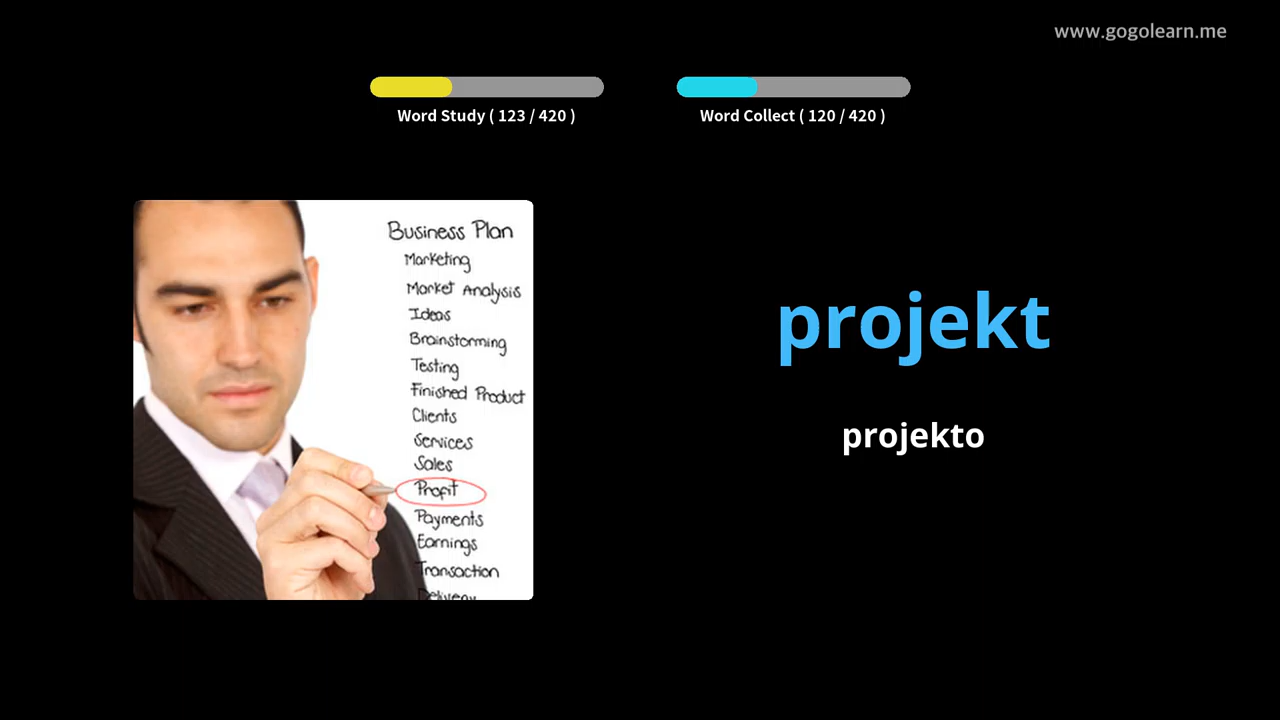 www.gogolearn.me
Word Study ( 123 / 420 )
Word Collect ( 120 / 420 )
Business Plan
Marketing
Market Analysis
Ideas
Brainstorming
Testing
Finished Product
Clients
Services
Sales
Profit
Payments
Earnings
Transaction
Delivery
projekt
projekto